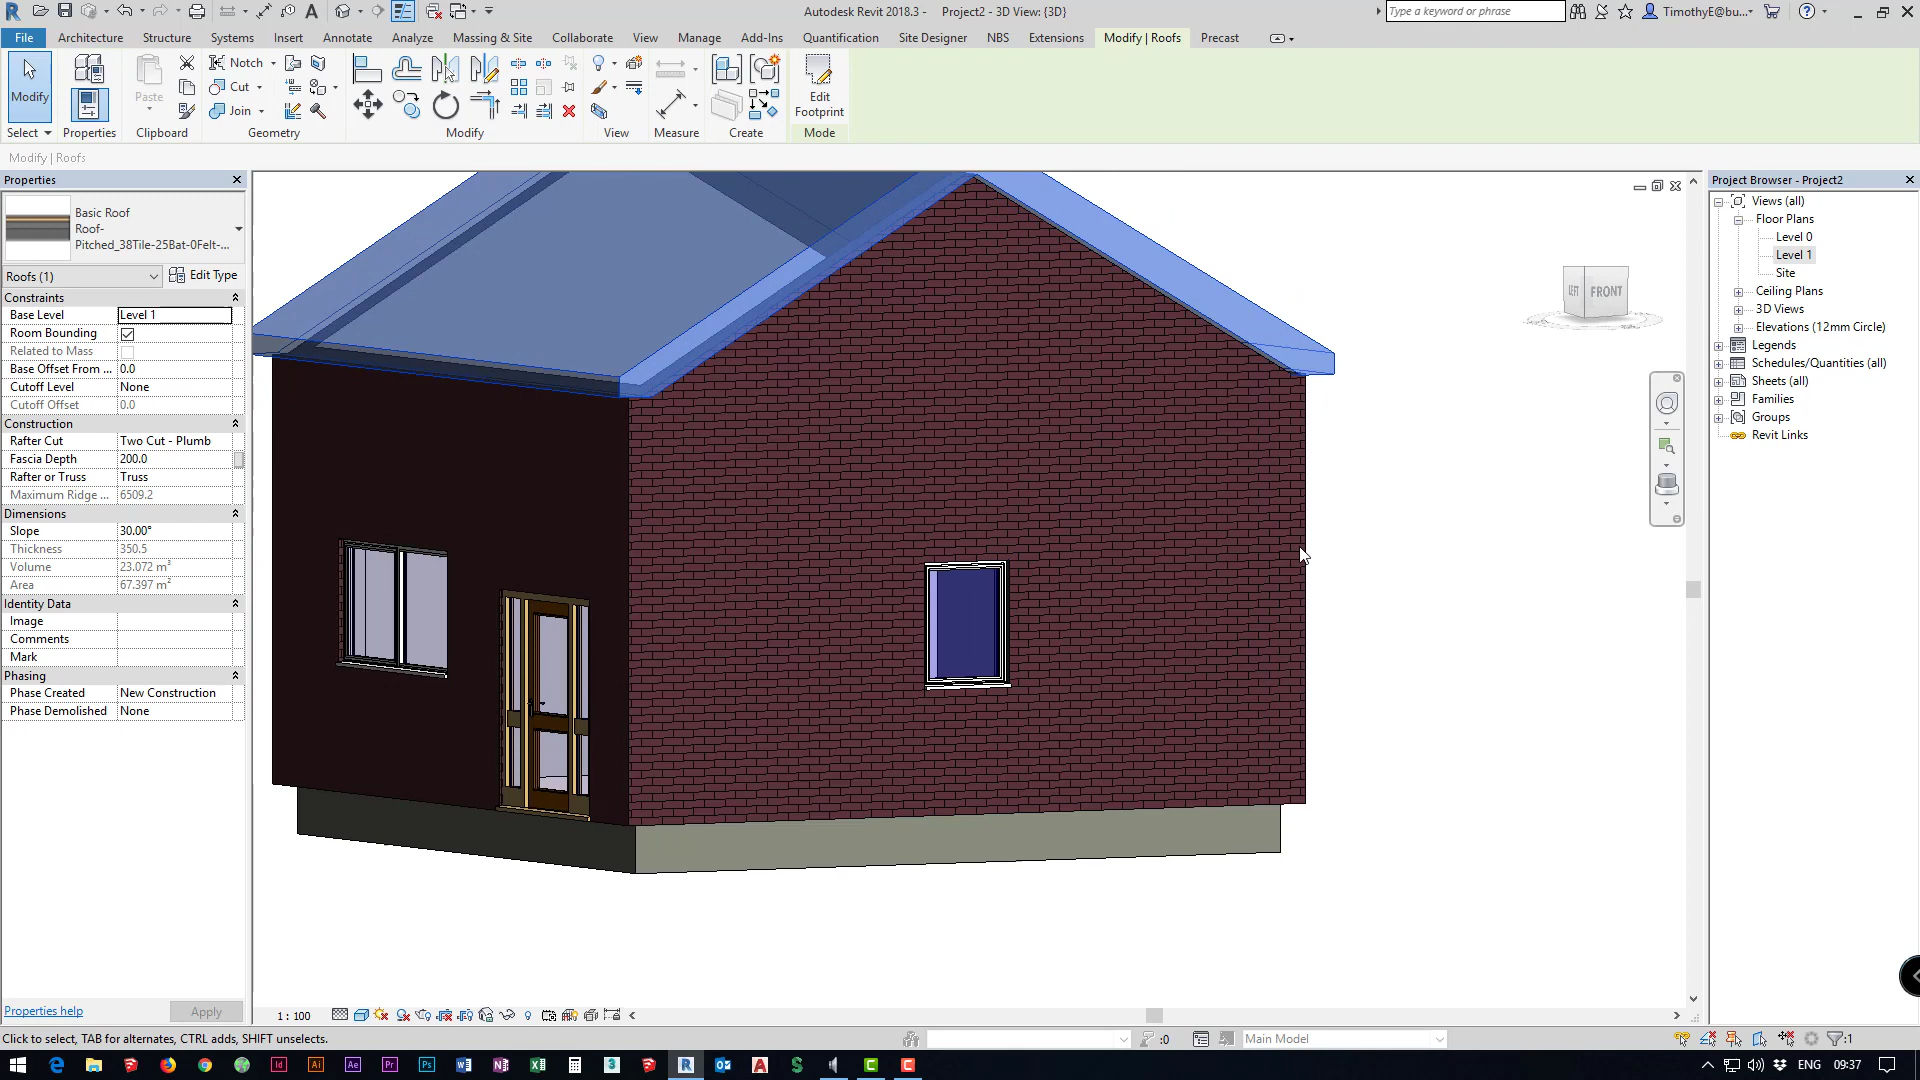 Autodesk Revit 2018.3 - Project2 - 3D View: {3D}
Type a keyword or phrase
TimothyE@bu...
File Architecture Structure Systems Insert Annotate Analyze Massing & Site Collaborate View Manage Add-Ins Quantification Site Designer NBS Extensions Modify | Roofs Precast
Modify
Paste
Notch
Cut
Join
Edit
Footprint
Select Properties Clipboard Geometry Modify View Measure Create Mode
Modify | Roofs
Properties
Basic Roof
Roof-
Pitched_38Tile-25Bat-0Felt-...
Roofs (1)
Edit Type
Constraints
Base Level Level 1
Room Bounding
Related to Mass
Base Offset From ... 0.0
Cutoff Level None
Cutoff Offset 0.0
Construction
Rafter Cut Two Cut - Plumb
Fascia Depth 200.0
Rafter or Truss Truss
Maximum Ridge ... 6509.2
Dimensions
Slope 30.00°
Thickness 350.5
Volume 23.072 m³
Area 67.397 m²
Identity Data
Image
Comments
Mark
Phasing
Phase Created New Construction
Phase Demolished None
Properties help
Apply
LEFT FRONT
Project Browser - Project2
Views (all)
Floor Plans
Level 0
Level 1
Site
Ceiling Plans
3D Views
Elevations (12mm Circle)
Legends
Schedules/Quantities (all)
Sheets (all)
Families
Groups
Revit Links
1 : 100
Click to select, TAB for alternates, CTRL adds, SHIFT unselects.
:0
Main Model
:1
ENG 09:37